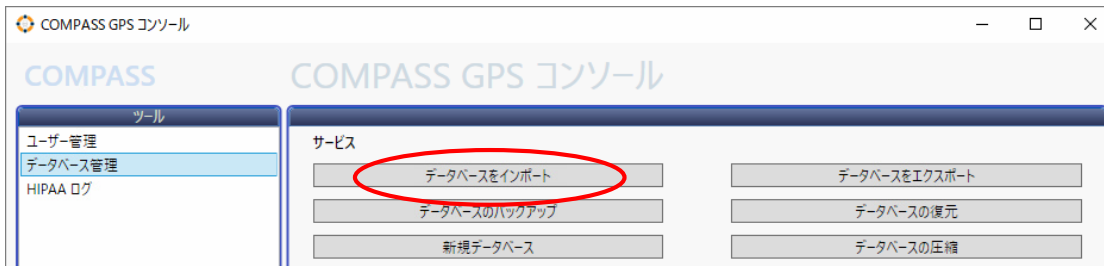 COMPASS GPS コンソール
COMPASS
COMPASS GPS コンソール
ツール
ユーザー管理
データベース管理
HIPAA ログ
サービス
データベースをインポート
データベースをエクスポート
データベースのバックアップ
データベースの復元
新規データベース
データベースの圧縮